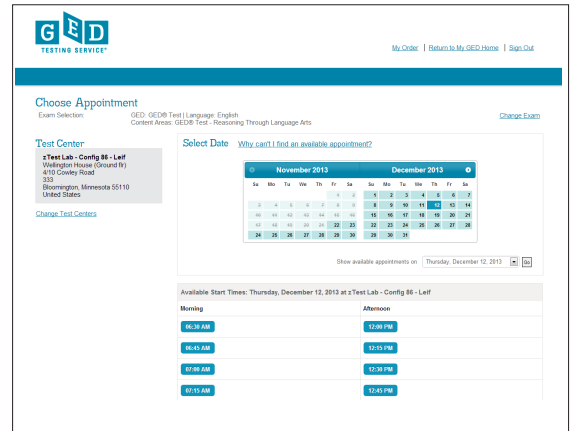 GED
TESTING SERVICE®
My Order | Return to My GED Home | Sign Out
Choose Appointment
Exam Selection: GED: GED® Test | Language: English
Content Areas: GED® Test - Reasoning Through Language Arts
Change Exam
Test Center
zTest Lab - Config 86 - Leif
Wellington House (Ground flr)
4/10 Cowley Road
333
Bloomington, Minnesota 55110
United States
Change Test Centers
Select Date Why can't I find an available appointment?
November 2013
Su Mo Tu We Th Fr Sa
1 2
3 4 5 6 7 8 9
10 11 12 13 14 15 16
17 18 19 20 21 22 23
24 25 26 27 28 29 30
December 2013
Su Mo Tu We Th Fr Sa
1 2 3 4 5 6 7
8 9 10 11 12 13 14
15 16 17 18 19 20 21
22 23 24 25 26 27 28
29 30 31
Show available appointments on Thursday, December 12, 2013 Go
Available Start Times: Thursday, December 12, 2013 at zTest Lab - Config 86 - Leif
Morning Afternoon
06:30 AM 12:00 PM
06:45 AM 12:15 PM
07:00 AM 12:30 PM
07:15 AM 12:45 PM